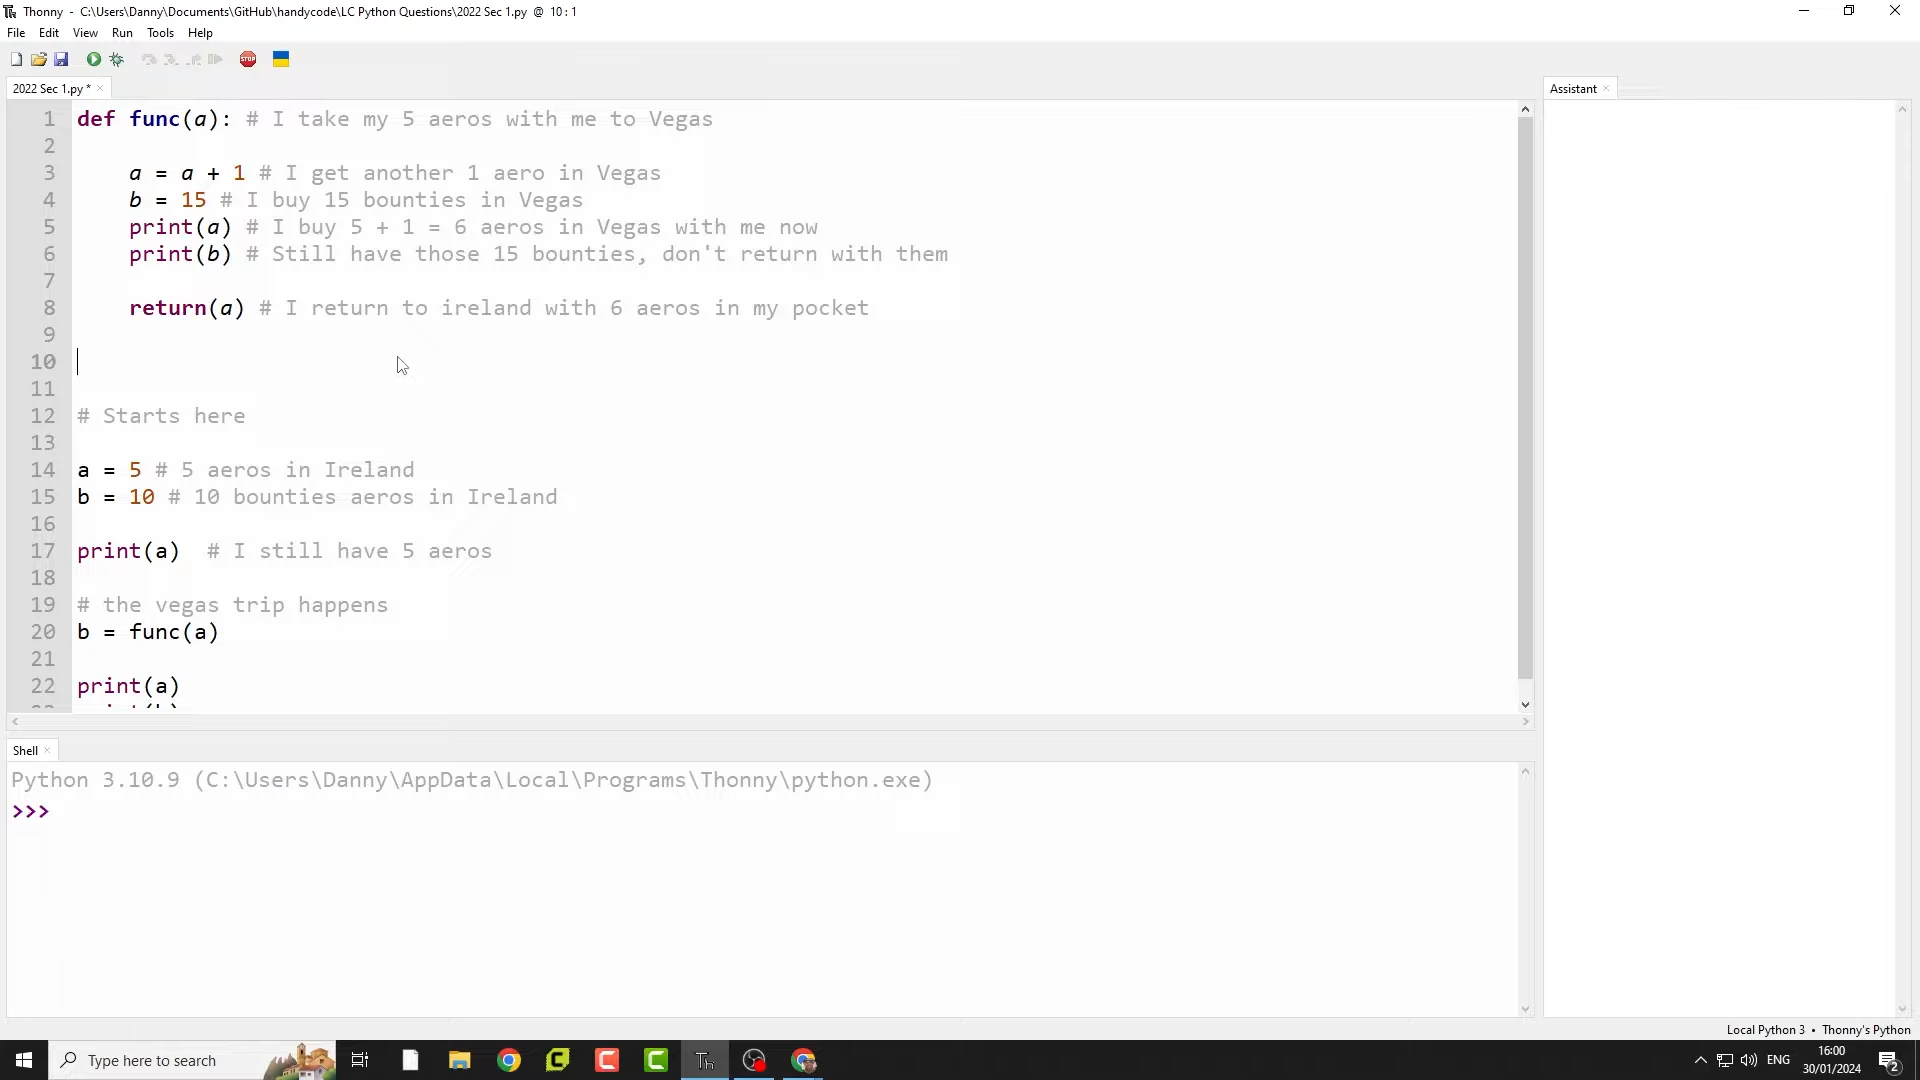 Thonny - C:\Users\Danny\Documents\GitHub\handycode\LC Python Questions\2022 Sec 1.py @ 10 : 1
File Edit View Run Tools Help
STOP
2022 Sec 1.py * ×
Assistant ×
1 def func(a): # I take my 5 aeros with me to Vegas
2
3 a = a + 1 # I get another 1 aero in Vegas
4 b = 15 # I buy 15 bounties in Vegas
5 print(a) # I buy 5 + 1 = 6 aeros in Vegas with me now
6 print(b) # Still have those 15 bounties, don't return with them
7
8 return(a) # I return to ireland with 6 aeros in my pocket
9
10
11
12 # Starts here
13
14 a = 5 # 5 aeros in Ireland
15 b = 10 # 10 bounties aeros in Ireland
16
17 print(a) # I still have 5 aeros
18
19 # the vegas trip happens
20 b = func(a)
21
22 print(a)
Shell ×
Python 3.10.9 (C:\Users\Danny\AppData\Local\Programs\Thonny\python.exe)
>>>
Local Python 3 • Thonny's Python
Type here to search
Th
ENG
16:00
30/01/2024
2